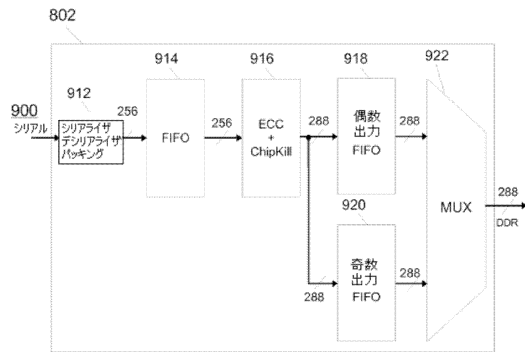 802
914
916
918
922
912
900
シリアル
シリアライザ
デシリアライザ
パッキング
256
FIFO
256
ECC
+
ChipKill
288
偶数
出力
FIFO
288
920
奇数
出力
FIFO
288
288
MUX
288
DDR